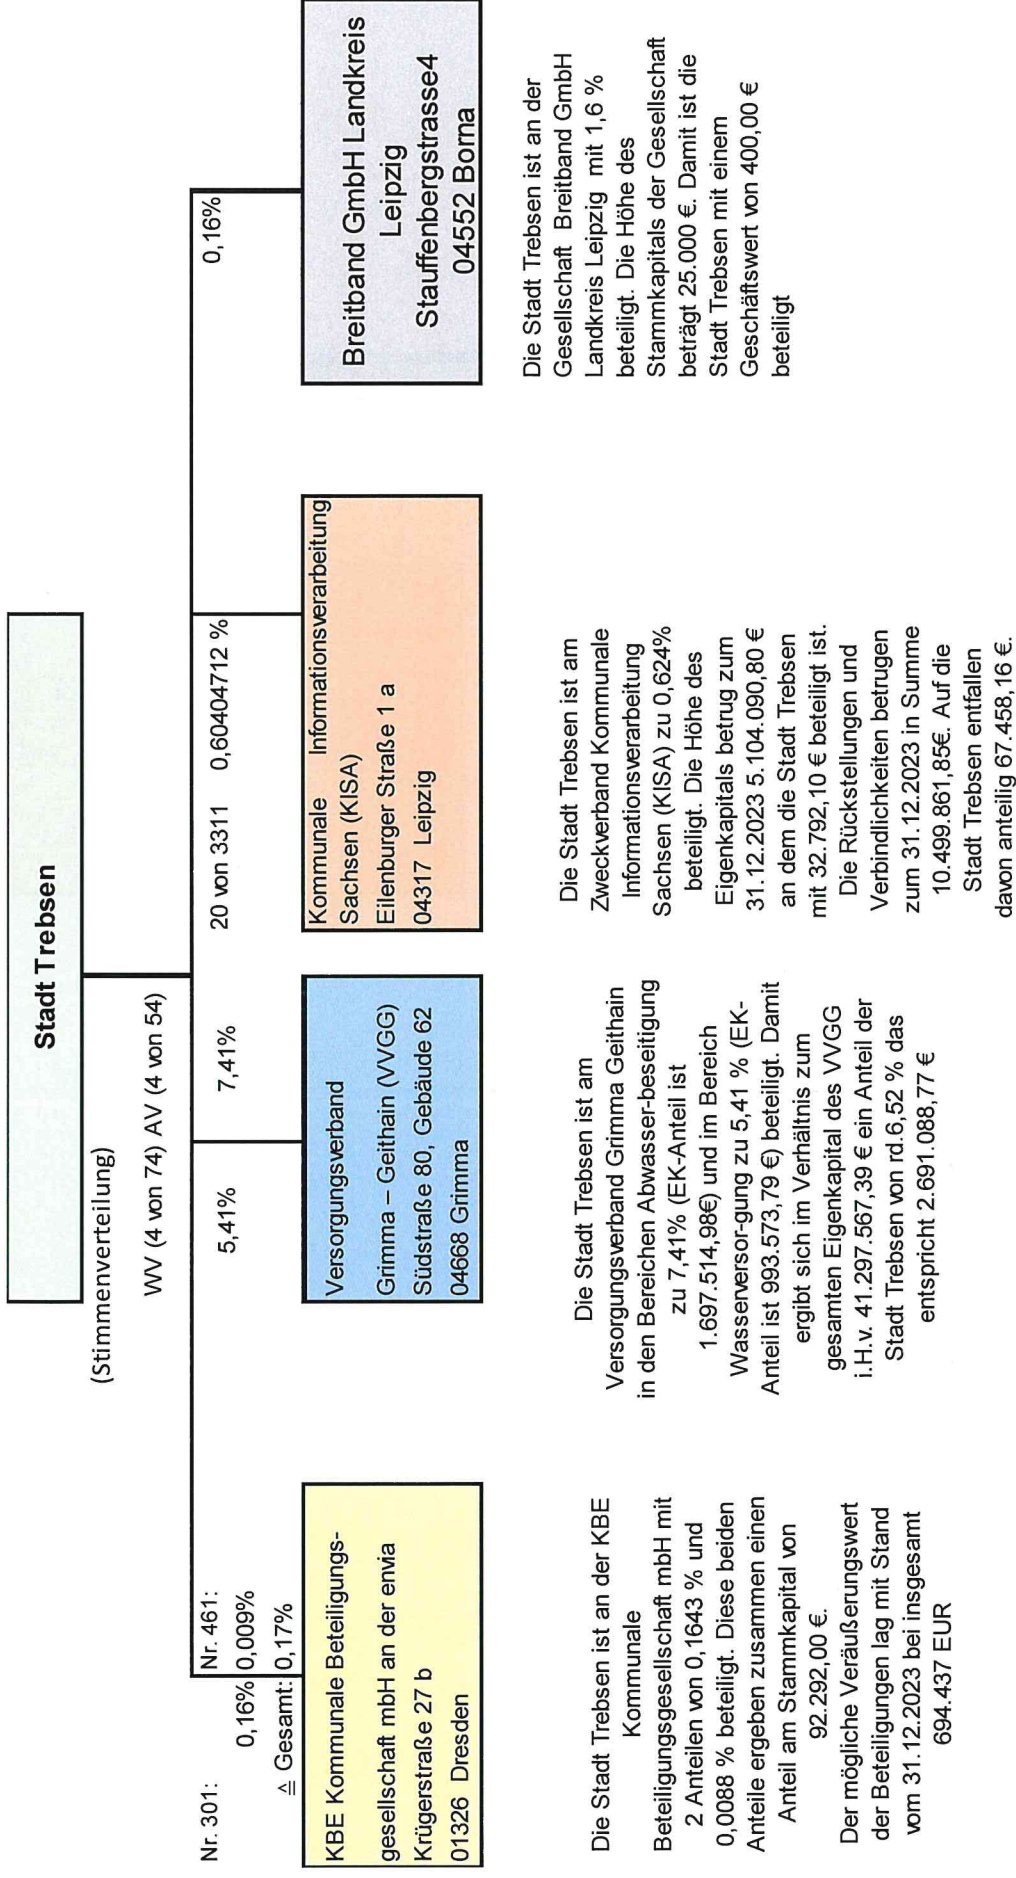 Stadt Trebsen
(Stimmenverteilung)
WV (4 von 74) AV (4 von 54)
Nr. 301:
Nr. 461:
0,16%
0,009%
≙ Gesamt: 0,17%
5,41%
7,41%
20 von 3311
0,60404712 %
0,16%
KBE Kommunale Beteiligungs-
gesellschaft mbH an der envia
Krügerstraße 27 b
01326 Dresden
Versorgungsverband
Grimma – Geithain (VVGG)
Südstraße 80, Gebäude 62
04668 Grimma
Kommunale Informationsverarbeitung
Sachsen (KISA)
Eilenburger Straße 1 a
04317 Leipzig
Breitband GmbH Landkreis
Leipzig
Stauffenbergstrasse4
04552 Borna
Die Stadt Trebsen ist an der KBE
Kommunale
Beteiligungsgesellschaft mbH mit
2 Anteilen von 0,1643 % und
0,0088 % beteiligt. Diese beiden
Anteile ergeben zusammen einen
Anteil am Stammkapital von
92.292,00 €.
Der mögliche Veräußerungswert
der Beteiligungen lag mit Stand
vom 31.12.2023 bei insgesamt
694.437 EUR
Die Stadt Trebsen ist am
Versorgungsverband Grimma Geithain
in den Bereichen Abwasser-beseitigung
zu 7,41% (EK-Anteil ist
1.697.514,98€) und im Bereich
Wasserversor-gung zu 5,41 % (EK-
Anteil ist 993.573,79 €) beteiligt. Damit
ergibt sich im Verhältnis zum
gesamten Eigenkapital des VVGG
i.H.v. 41.297.567,39 € ein Anteil der
Stadt Trebsen von rd.6,52 % das
entspricht 2.691.088,77 €
Die Stadt Trebsen ist am
Zweckverband Kommunale
Informationsverarbeitung
Sachsen (KISA) zu 0,624%
beteiligt. Die Höhe des
Eigenkapitals betrug zum
31.12.2023 5.104.090,80 €
an dem die Stadt Trebsen
mit 32.792,10 € beteiligt ist.
Die Rückstellungen und
Verbindlichkeiten betrugen
zum 31.12.2023 in Summe
10.499.861,85€. Auf die
Stadt Trebsen entfallen
davon anteilig 67.458,16 €.
Die Stadt Trebsen ist an der
Gesellschaft Breitband GmbH
Landkreis Leipzig mit 1,6 %
beteiligt. Die Höhe des
Stammkapitals der Gesellschaft
beträgt 25.000 €. Damit ist die
Stadt Trebsen mit einem
Geschäftswert von 400,00 €
beteiligt